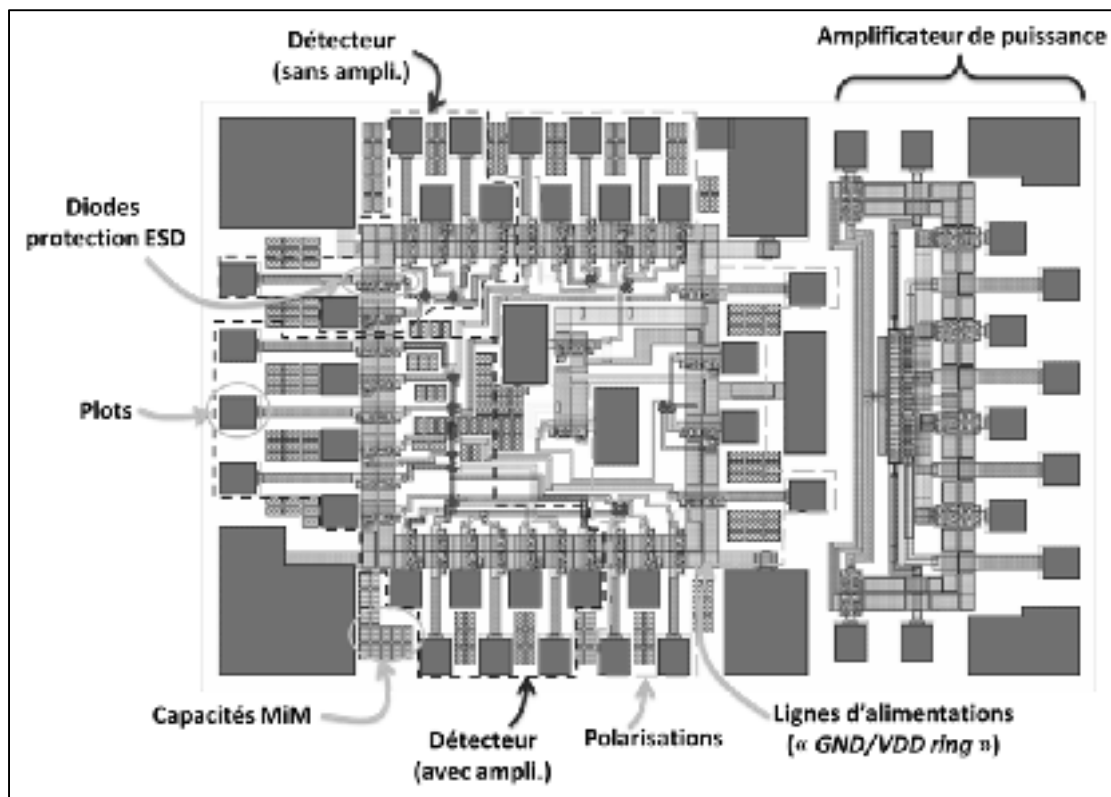 Détecteur
(sans ampli.)
Amplificateur de puissance
Diodes
protection ESD
Plots
Capacités MiM
Détecteur
(avec ampli.)
Polarisations
Lignes d'alimentations
(« GND/VDD ring »)